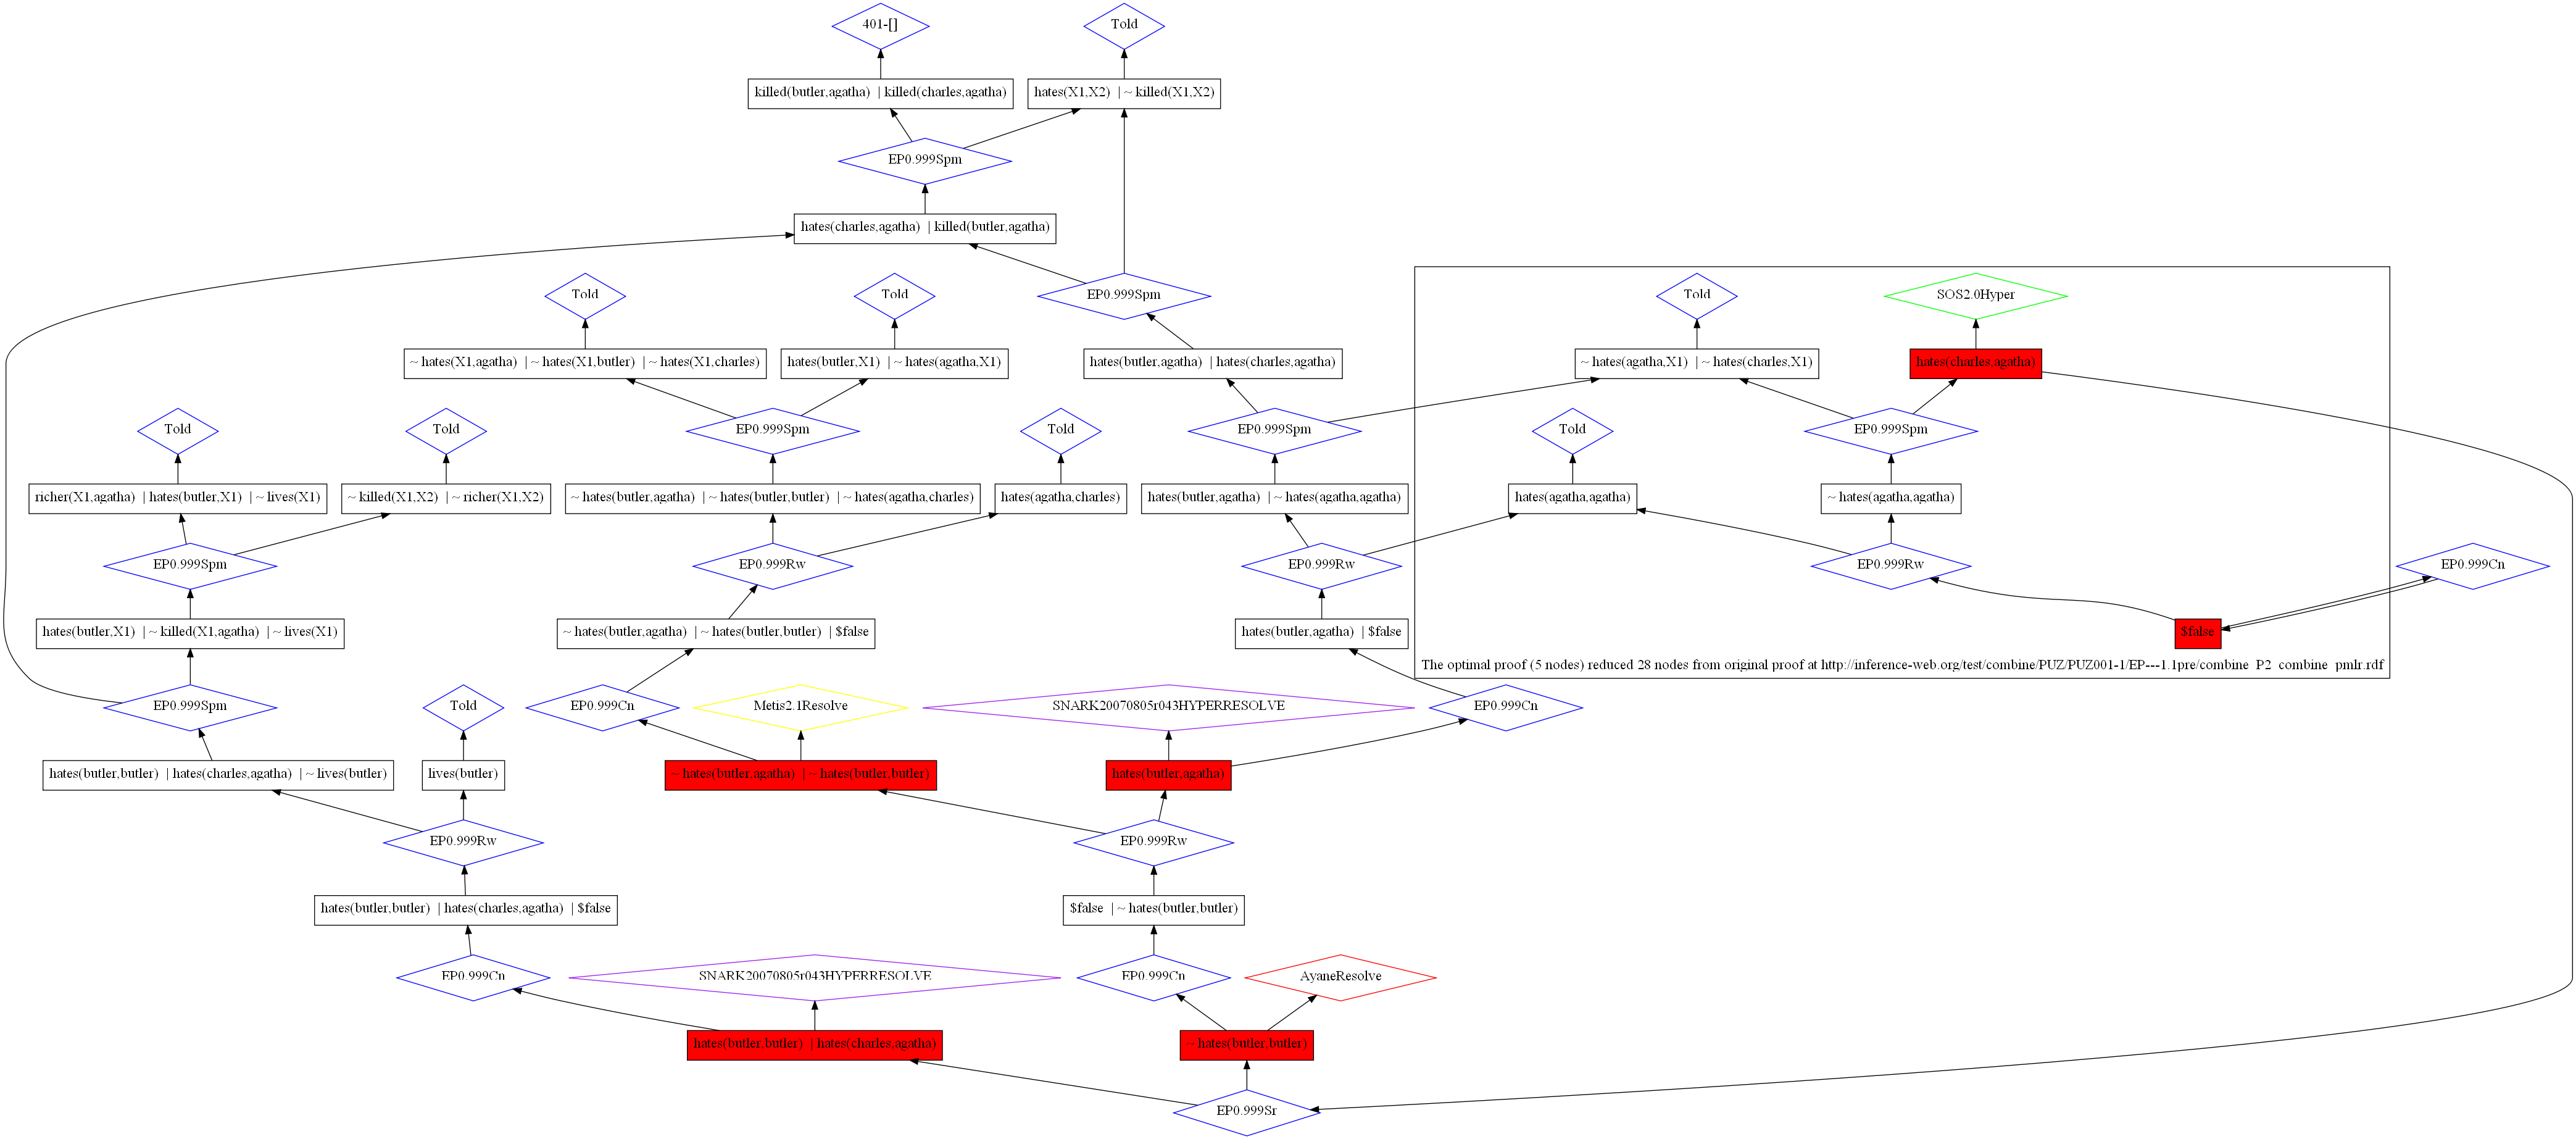 401-[]
Told
killed(butler,agatha) | killed(charles,agatha)
hates(X1,X2) | ~ killed(X1,X2)
EP0.999Spm
hates(charles,agatha) | killed(butler,agatha)
Told
Told
EP0.999Spm
Told
SOS2.0Hyper
~ hates(X1,agatha) | ~ hates(X1,butler) | ~ hates(X1,charles)
hates(butler,X1) | ~ hates(agatha,X1)
hates(butler,agatha) | hates(charles,agatha)
~ hates(agatha,X1) | ~ hates(charles,X1)
hates(charles,agatha)
Told
Told
EP0.999Spm
Told
EP0.999Spm
Told
EP0.999Spm
richer(X1,agatha) | hates(butler,X1) | ~ lives(X1)
~ killed(X1,X2) | ~ richer(X1,X2)
~ hates(butler,agatha) | ~ hates(butler,butler) | ~ hates(agatha,charles)
hates(agatha,charles)
hates(butler,agatha) | ~ hates(agatha,agatha)
hates(agatha,agatha)
~ hates(agatha,agatha)
EP0.999Spm
EP0.999Rw
EP0.999Rw
EP0.999Rw
EP0.999Cn
hates(butler,X1) | ~ killed(X1,agatha) | ~ lives(X1)
~ hates(butler,agatha) | ~ hates(butler,butler) | $false
hates(butler,agatha) | $false
$false
The optimal proof (5 nodes) reduced 28 nodes from original proof at http://inference-web.org/test/combine/PUZ/PUZ001-1/EP---1.1pre/combine_P2_combine_pmlr.rdf
EP0.999Spm
Told
EP0.999Cn
Metis2.1Resolve
SNARK20070805r043HYPERRESOLVE
EP0.999Cn
hates(butler,butler) | hates(charles,agatha) | ~ lives(butler)
lives(butler)
~ hates(butler,agatha) | ~ hates(butler,butler)
hates(butler,agatha)
EP0.999Rw
EP0.999Rw
hates(butler,butler) | hates(charles,agatha) | $false
$false | ~ hates(butler,butler)
EP0.999Cn
SNARK20070805r043HYPERRESOLVE
EP0.999Cn
AyaneResolve
hates(butler,butler) | hates(charles,agatha)
~ hates(butler,butler)
EP0.999Sr